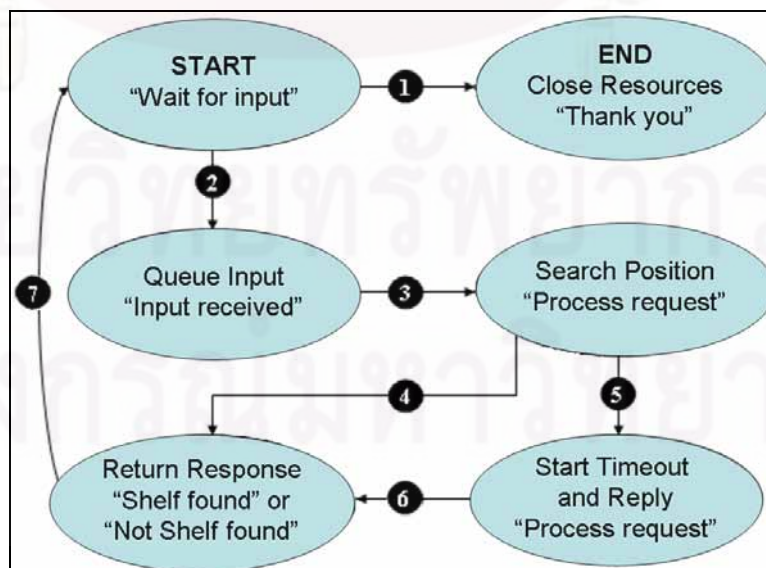 START
“Wait for input”
1
END
Close Resources
“Thank you”
2
Queue Input
“Input received”
3
Search Position
“Process request”
7
4
5
Return Response
“Shelf found” or
“Not Shelf found”
6
Start Timeout
and Reply
“Process request”